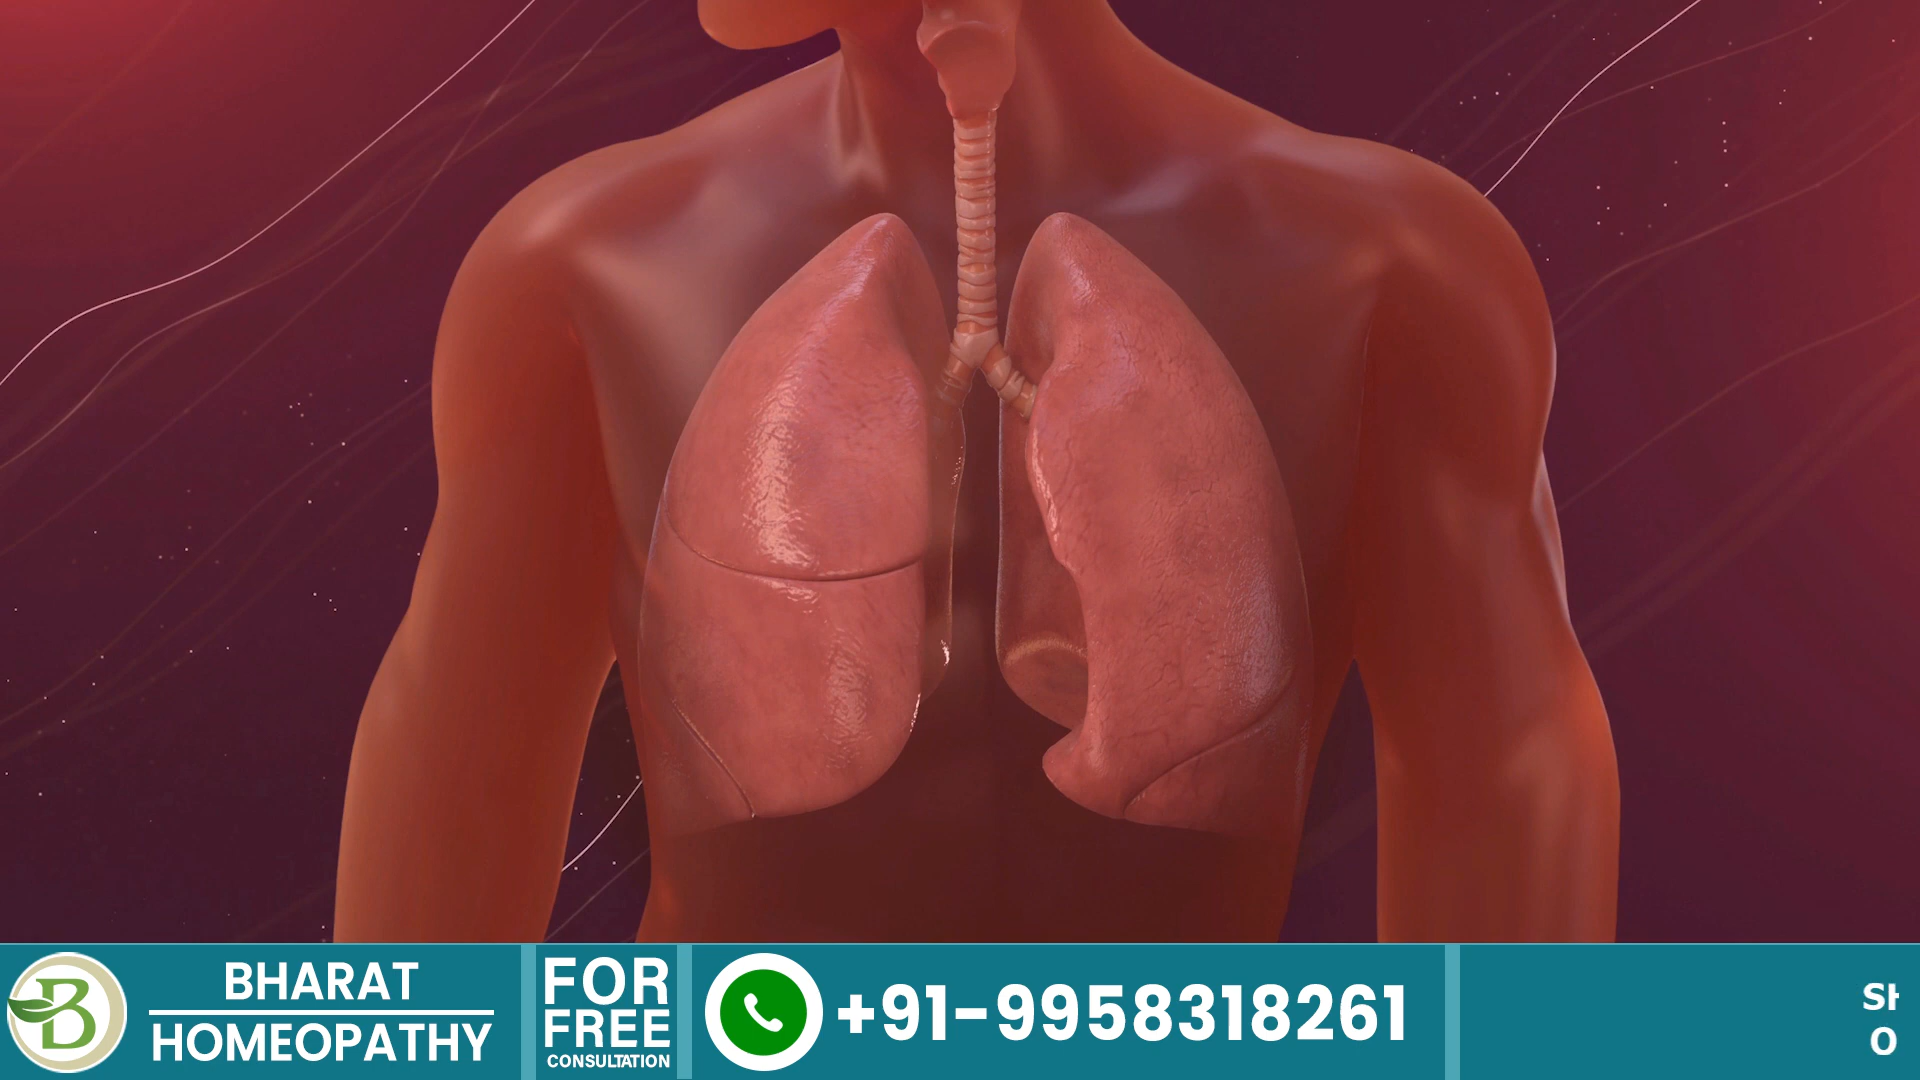 BHARAT
HOMEOPATHY
FOR
FREE
CONSULTATION
+91-9958318261